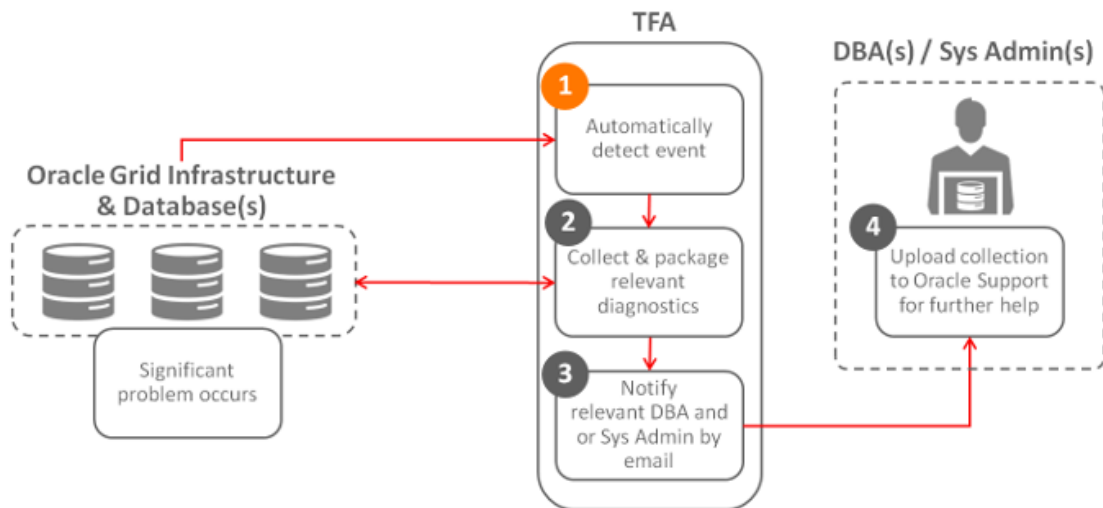 TFA
DBA(s) / Sys Admin(s)
1
Automatically
detect event
Oracle Grid Infrastructure
& Database(s)
2
Collect & package
relevant
diagnostics
4
Upload collection
to Oracle Support
for further help
Significant
problem occurs
3
Notify
relevant DBA and
or Sys Admin by
email